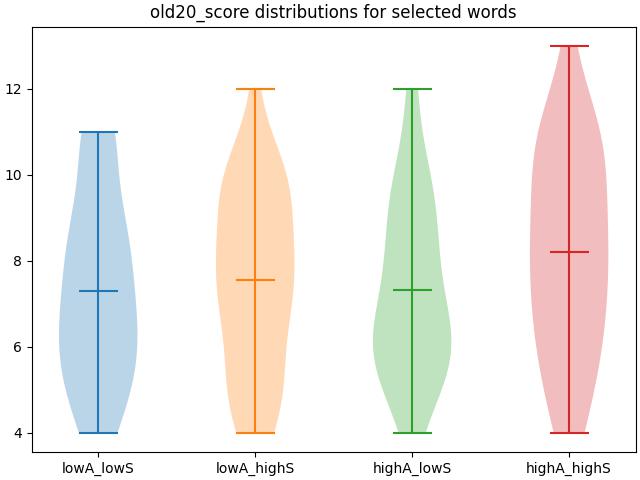 old20_score distributions for selected words
12
10
8
6
4
lowA_lowS
lowA_highS
highA_lowS
highA_highS